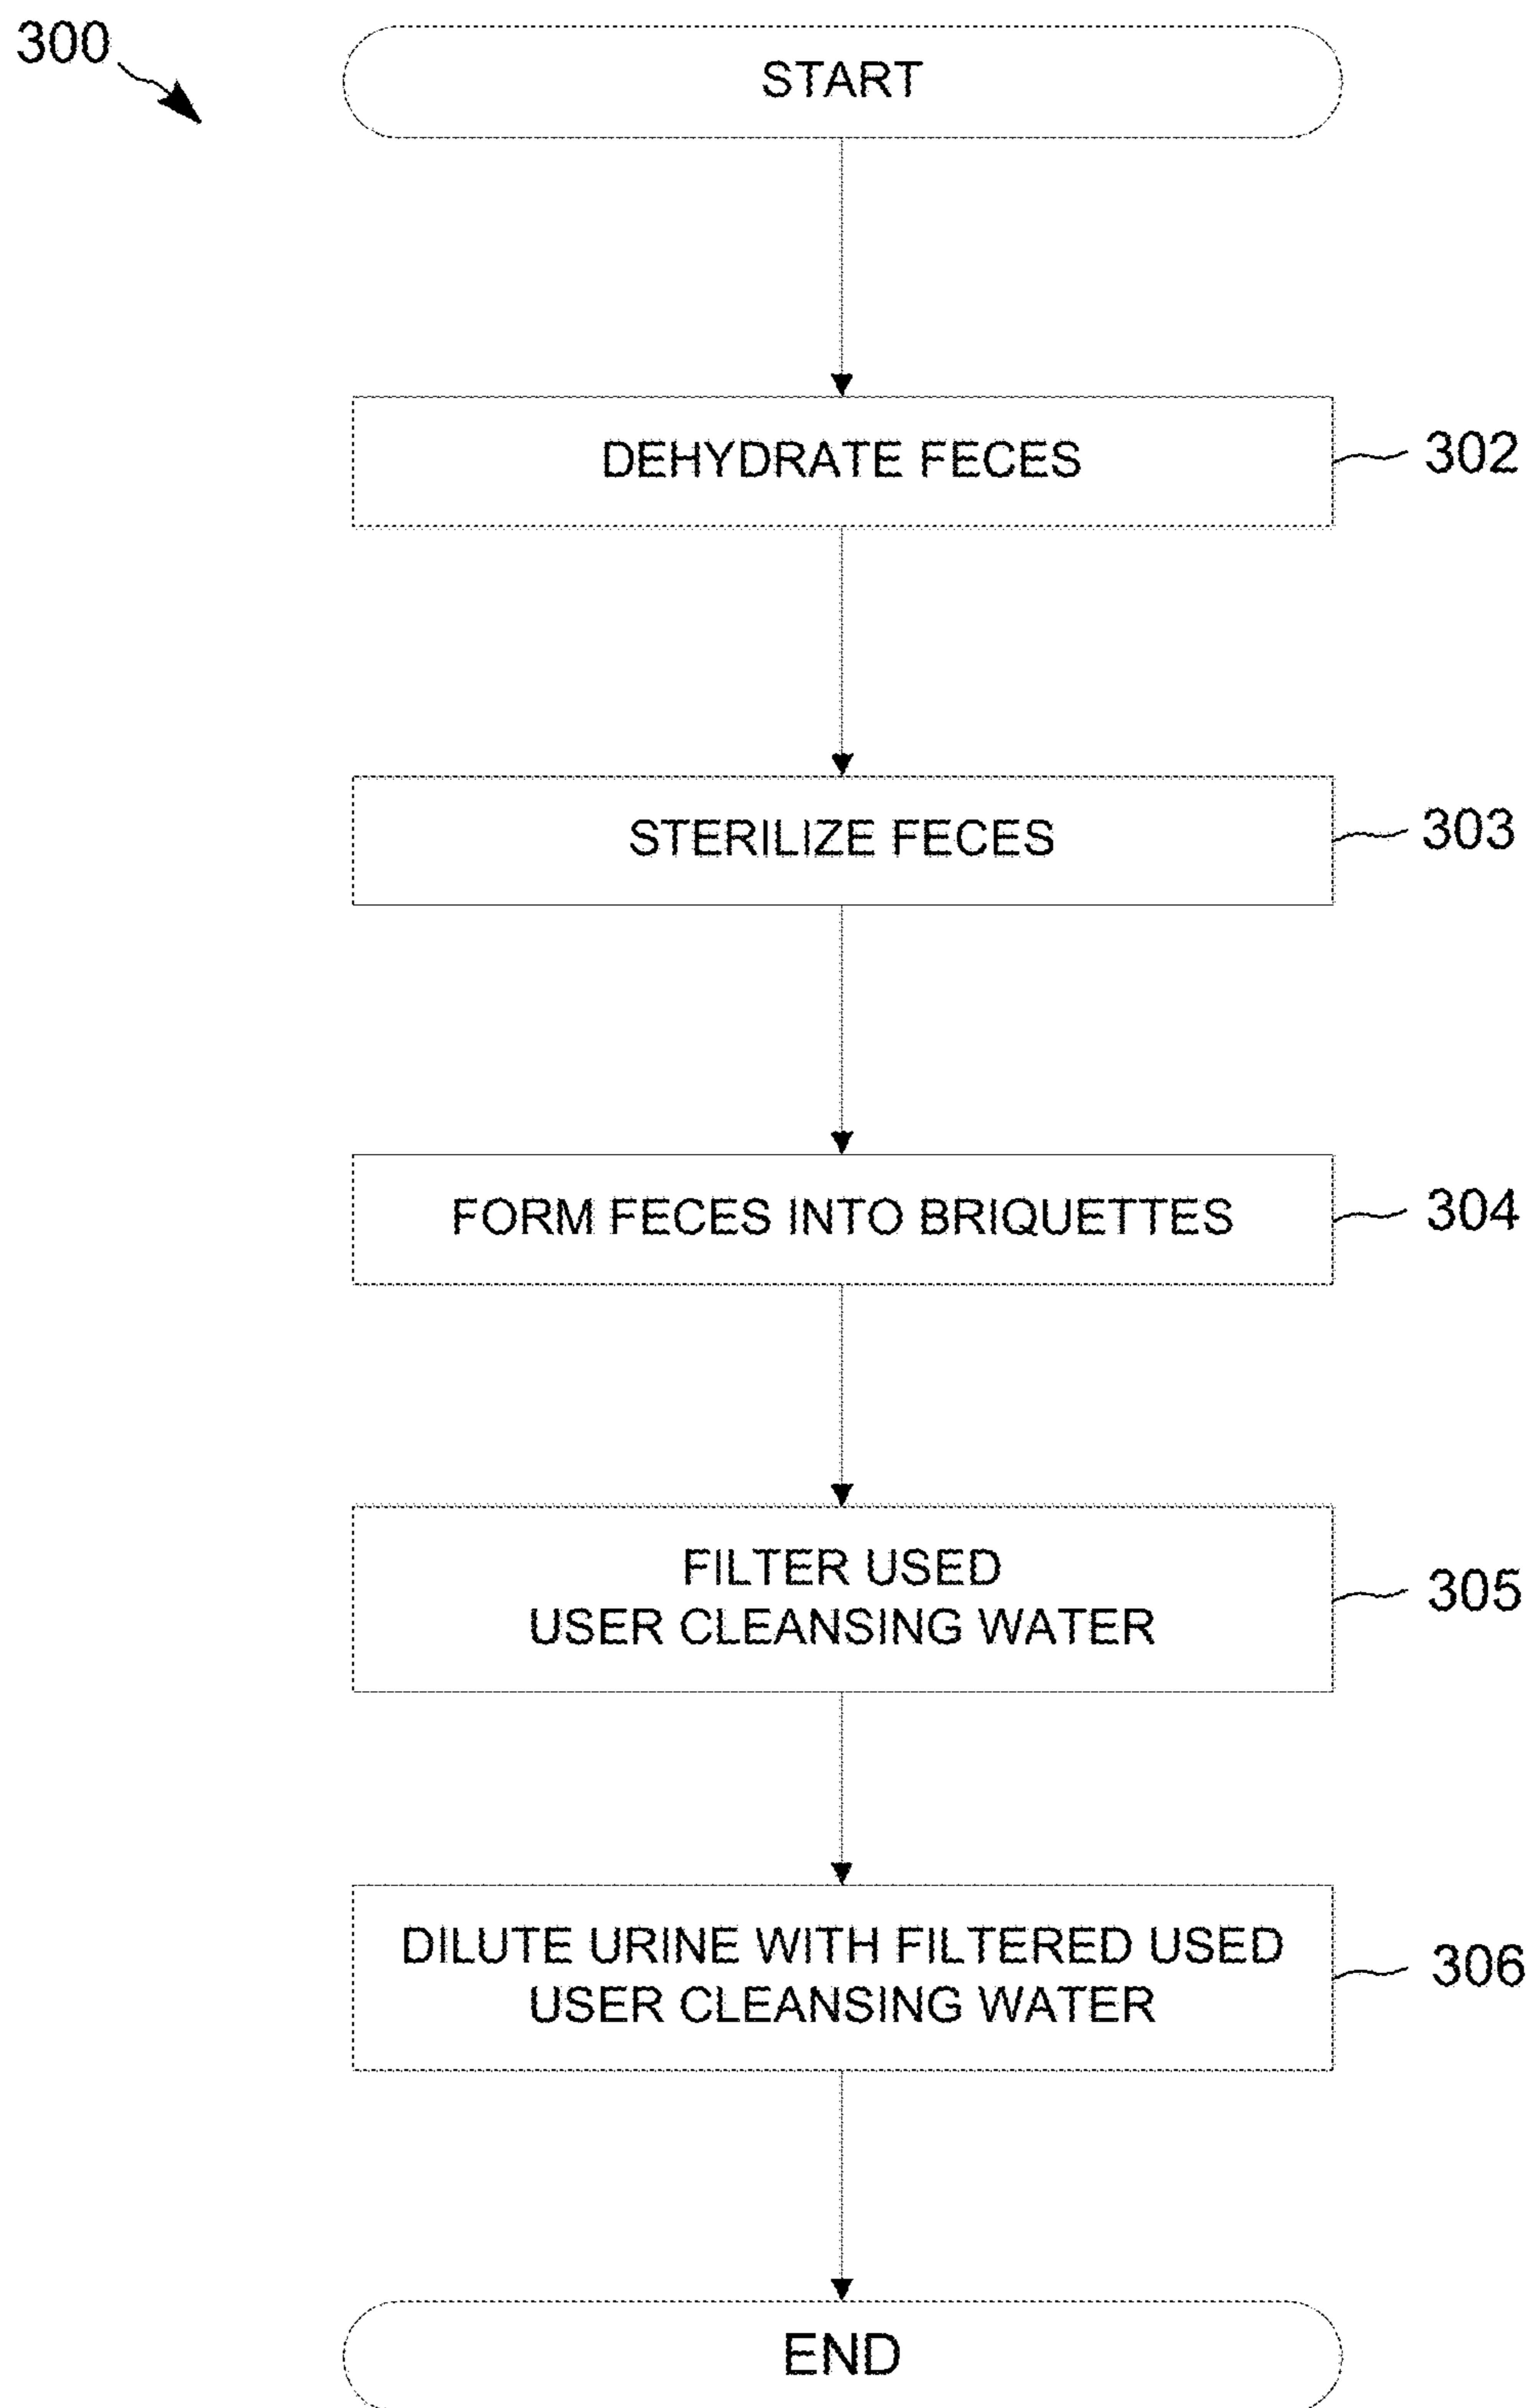 300
START
DEHYDRATE FECES
302
STERILIZE FECES
303
FORM FECES INTO BRIQUETTES
304
FILTER USED
USER CLEANSING WATER
305
DILUTE URINE WITH FILTERED USED
USER CLEANSING WATER
306
END